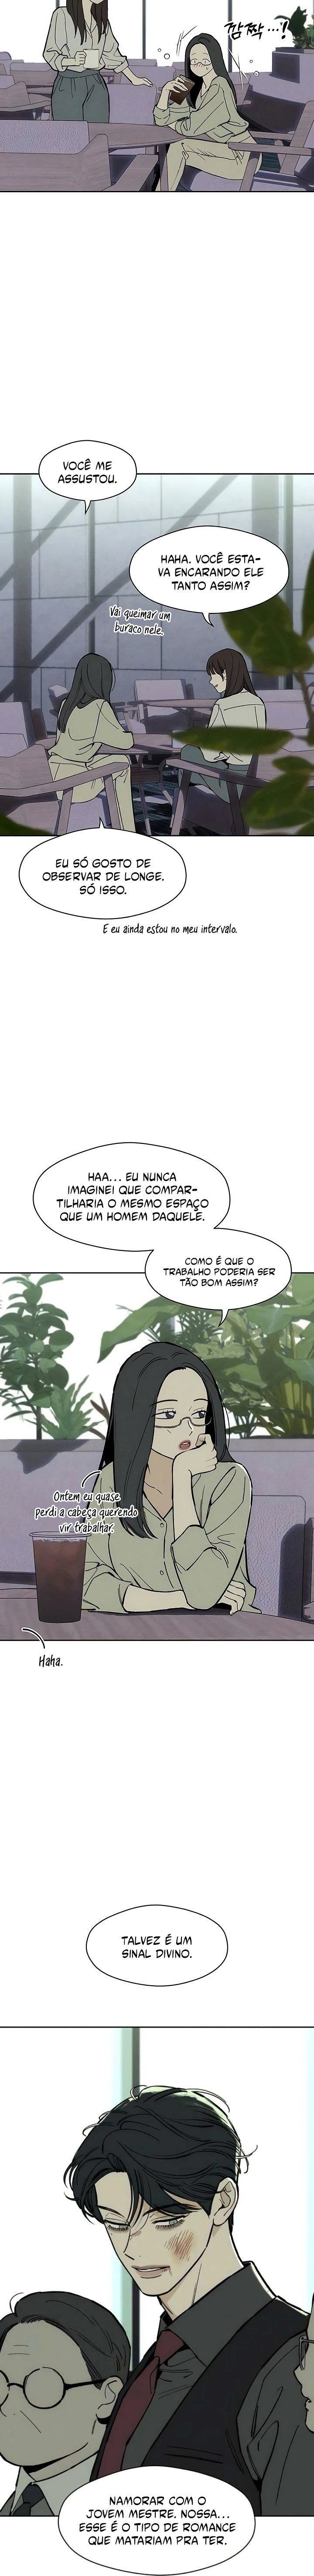 깜짝…!
VOCÊ ME
ASSUSTOU.
HAHA. VOCÊ ESTA-
VA ENCARANDO ELE
TANTO ASSIM?
Vai queimar um
buraco nele.
EU SÓ GOSTO DE
OBSERVAR DE LONGE.
SÓ ISSO.
E eu ainda estou no meu intervalo.
HAA... EU NUNCA
IMAGINEI QUE COMPAR-
TILHARIA O MESMO ESPAÇO
QUE UM HOMEM DAQUELE.
COMO É QUE O
TRABALHO PODERIA SER
TÃO BOM ASSIM?
Ontem eu quase
perdi a cabeça querendo
vir trabalhar.
Haha.
TALVEZ É UM
SINAL DIVINO.
NAMORAR COM O
JOVEM MESTRE. NOSSA...
ESSE É O TIPO DE ROMANCE
QUE MATARIAM PRA TER.